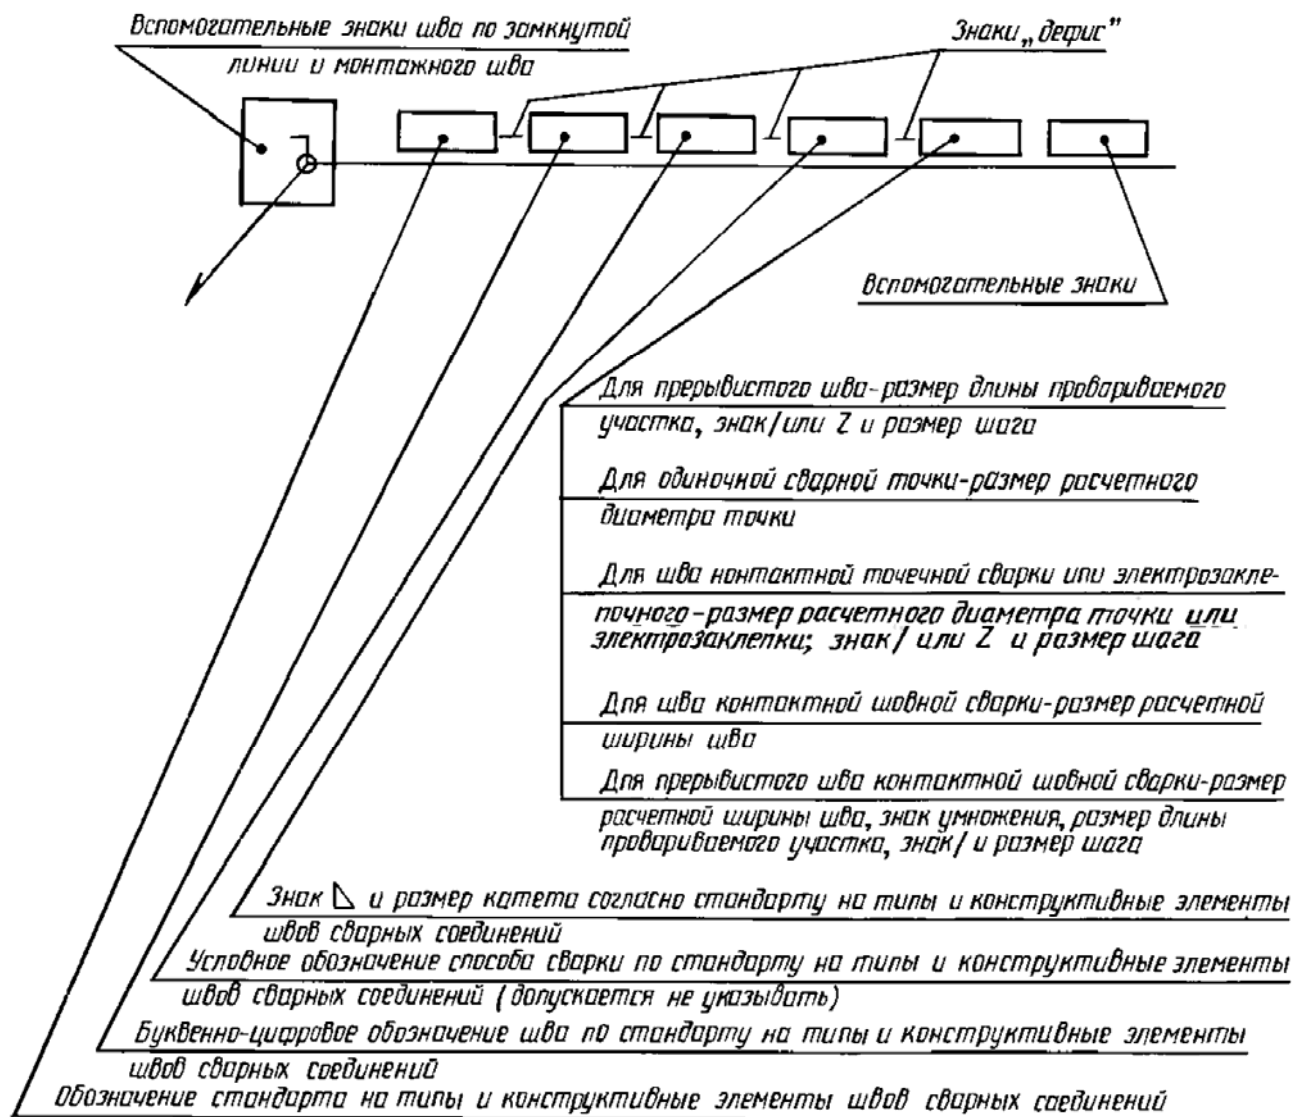 Вспомогательные знаки шва по замкнутой
линии и монтажного шва
Знаки „дефис”
Вспомогательные знаки
Для прерывистого шва-размер длины провариваемого
участка, знак/или Z и размер шага
Для одиночной сварной точки-размер расчетного
диаметра точки
Для шва контактной точечной сварки или электрозакле-
почного-размер расчетного диаметра точки или
электрозаклепки; знак/ или Z и размер шага
Для шва контактной шовной сварки-размер расчетной
ширины шва
Для прерывистого шва контактной шовной сварки-размер
расчетной ширины шва, знак умножения, размер длины
провариваемого участка, знак/ и размер шага
Знак ◺ и размер катета согласно стандарту на типы и конструктивные элементы
швов сварных соединений
Условное обозначение способа сварки по стандарту на типы и конструктивные элементы
швов сварных соединений (допускается не указывать)
Буквенно-цифровое обозначение шва по стандарту на типы и конструктивные элементы
швов сварных соединений
Обозначение стандарта на типы и конструктивные элементы швов сварных соединений